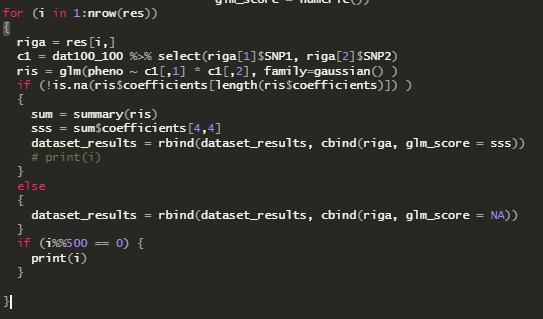 glm_score = numeric())
for (i in 1:nrow(res))
{
  riga = res[i,]
  c1 = dat100_100 %>% select(riga[1]$SNP1, riga[2]$SNP2)
  ris = glm(pheno ~ c1[,1] * c1[,2], family=gaussian() )
  if (!is.na(ris$coefficients[length(ris$coefficients)]) )
  {
    sum = summary(ris)
    sss = sum$coefficients[4,4]
    dataset_results = rbind(dataset_results, cbind(riga, glm_score = sss))
    # print(i)
  }
  else
  {
    dataset_results = rbind(dataset_results, cbind(riga, glm_score = NA))
  }
  if (i%%500 == 0) {
    print(i)
  }
}